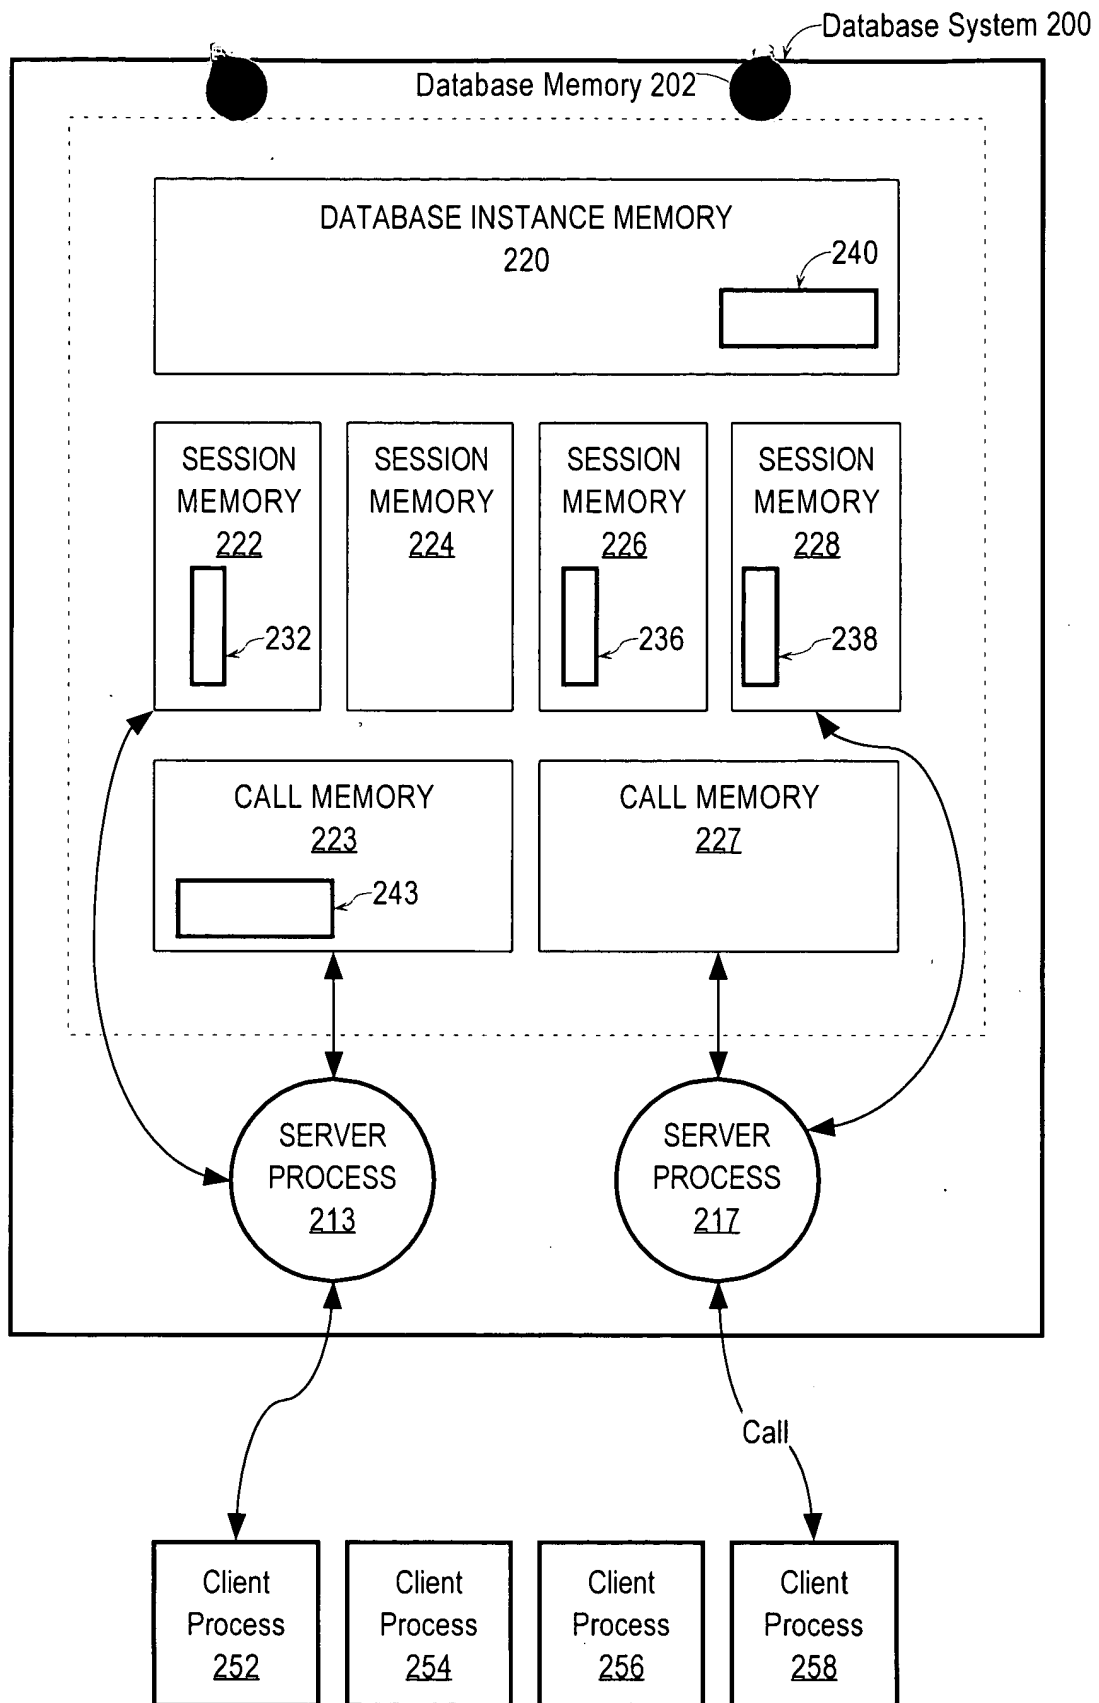 Database System 200
Database Memory 202
DATABASE INSTANCE MEMORY
220
240
SESSION
MEMORY
222
232
SESSION
MEMORY
224
SESSION
MEMORY
226
236
SESSION
MEMORY
228
238
CALL MEMORY
223
243
CALL MEMORY
227
SERVER
PROCESS
213
SERVER
PROCESS
217
Call
Client
Process
252
Client
Process
254
Client
Process
256
Client
Process
258